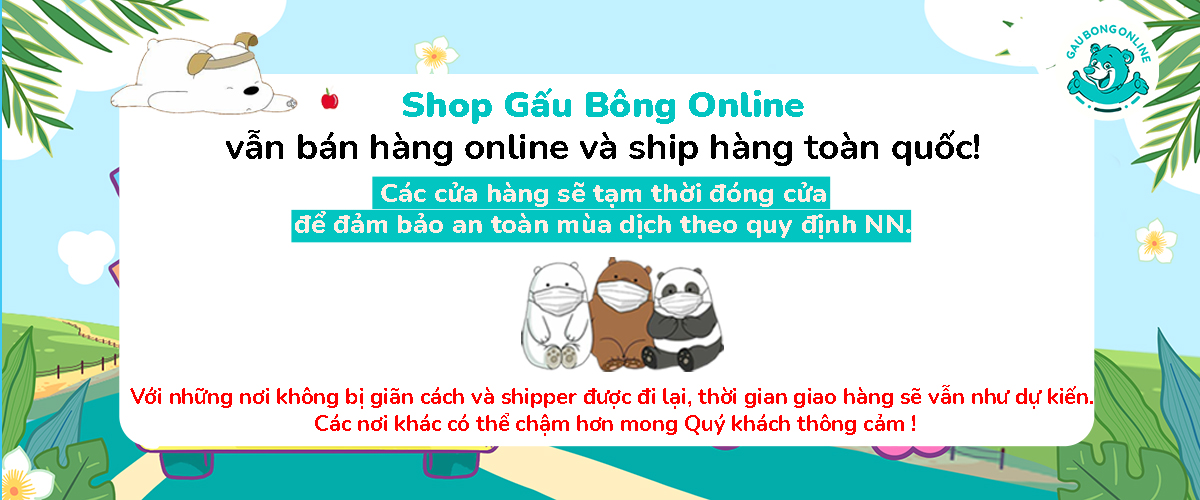 GAUBONGONLINE
Shop Gấu Bông Online
vẫn bán hàng online và ship hàng toàn quốc!
Các cửa hàng sẽ tạm thời đóng cửa
để đảm bảo an toàn mùa dịch theo quy định NN.
Với những nơi không bị giãn cách và shipper được đi lại, thời gian giao hàng sẽ vẫn như dự kiến.
Các nơi khác có thể chậm hơn mong Quý khách thông cảm !